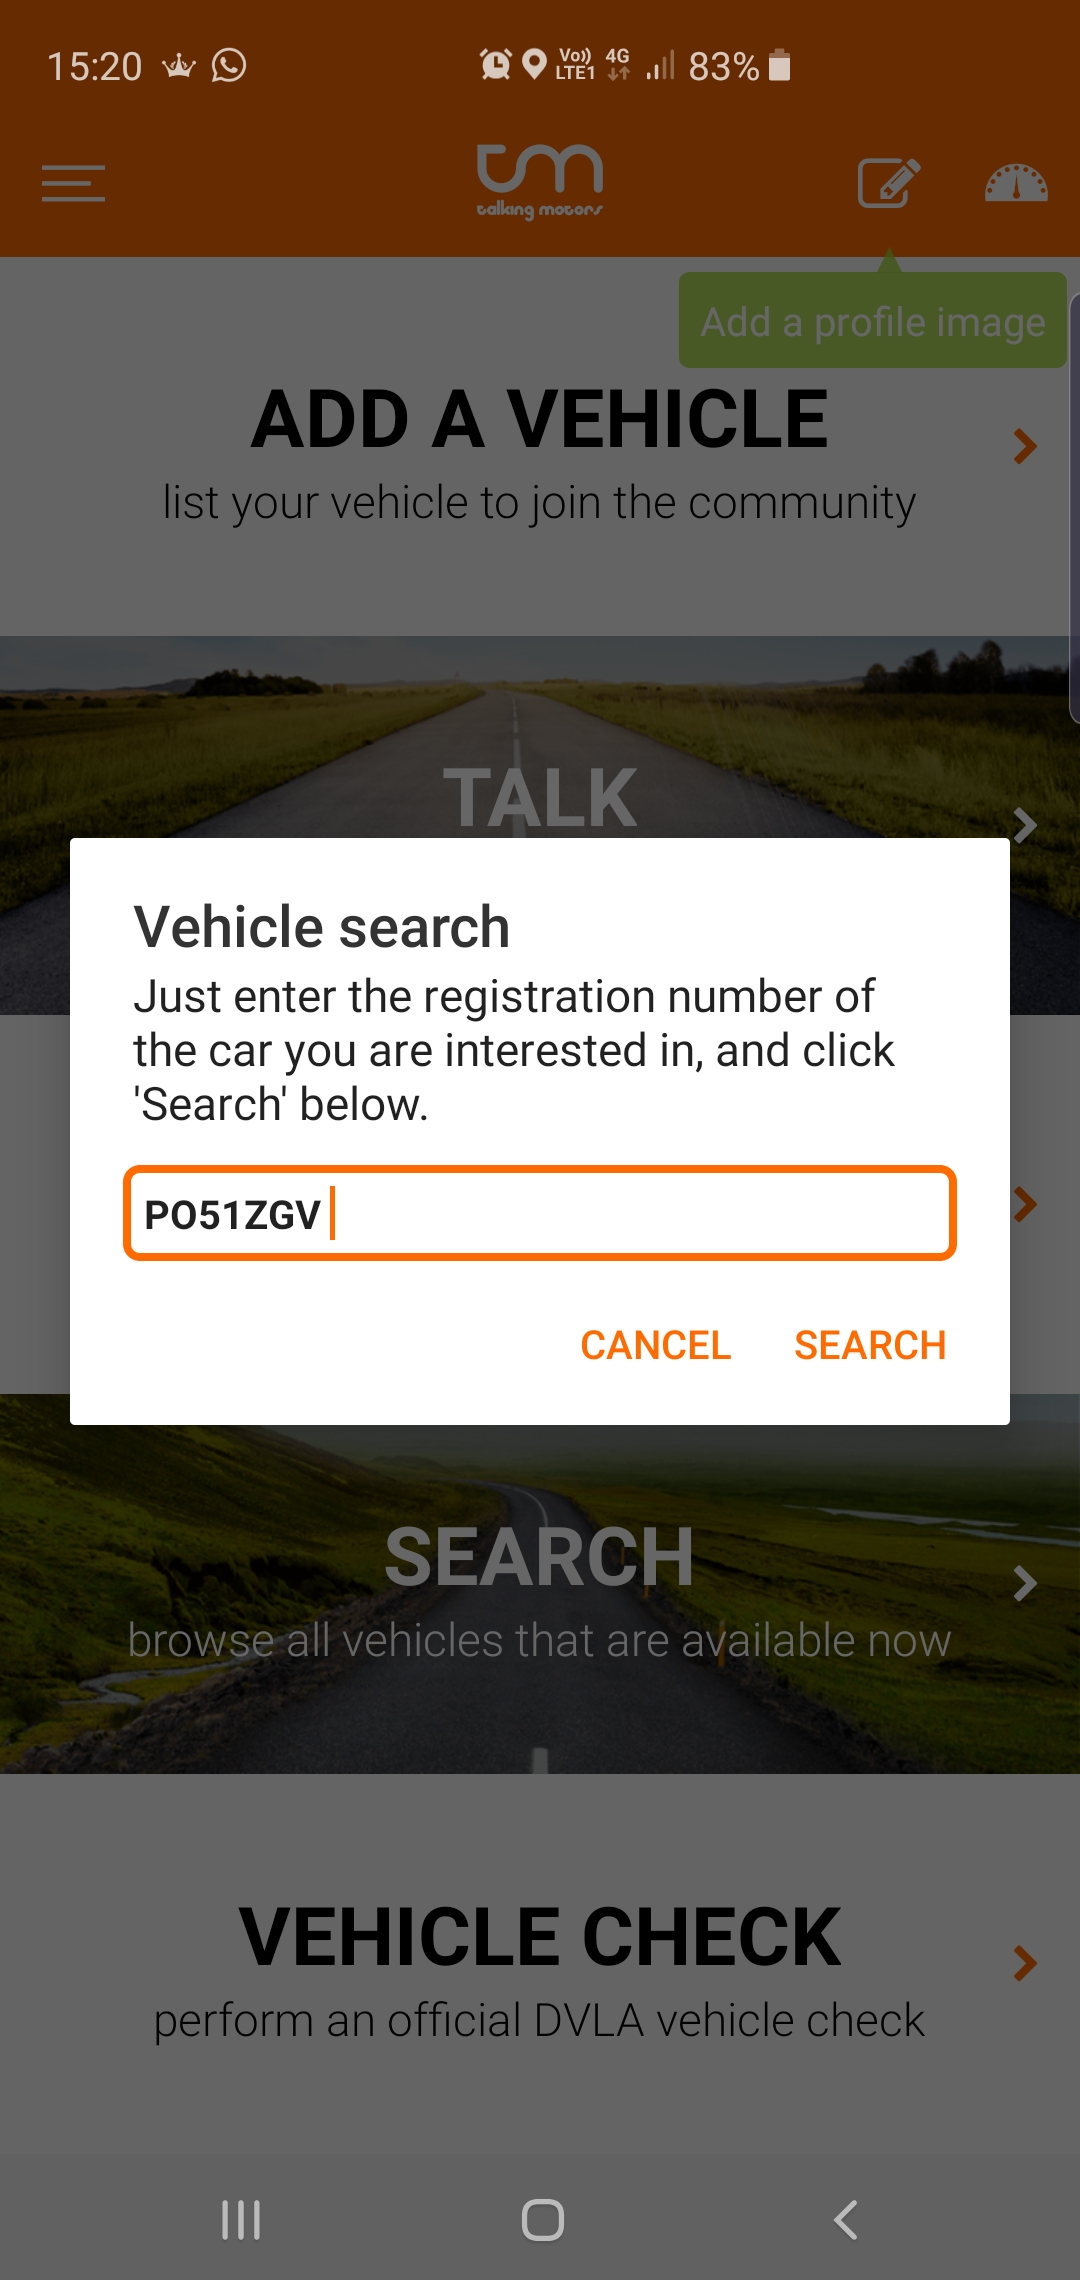 15:20
Vo))
LTE1
4G
83%
tm
talking motors
Add a profile image
ADD A VEHICLE
list your vehicle to join the community
TALK
Vehicle search
Just enter the registration number of
the car you are interested in, and click
'Search' below.
PO51ZGV
CANCEL
SEARCH
SEARCH
browse all vehicles that are available now
VEHICLE CHECK
perform an official DVLA vehicle check